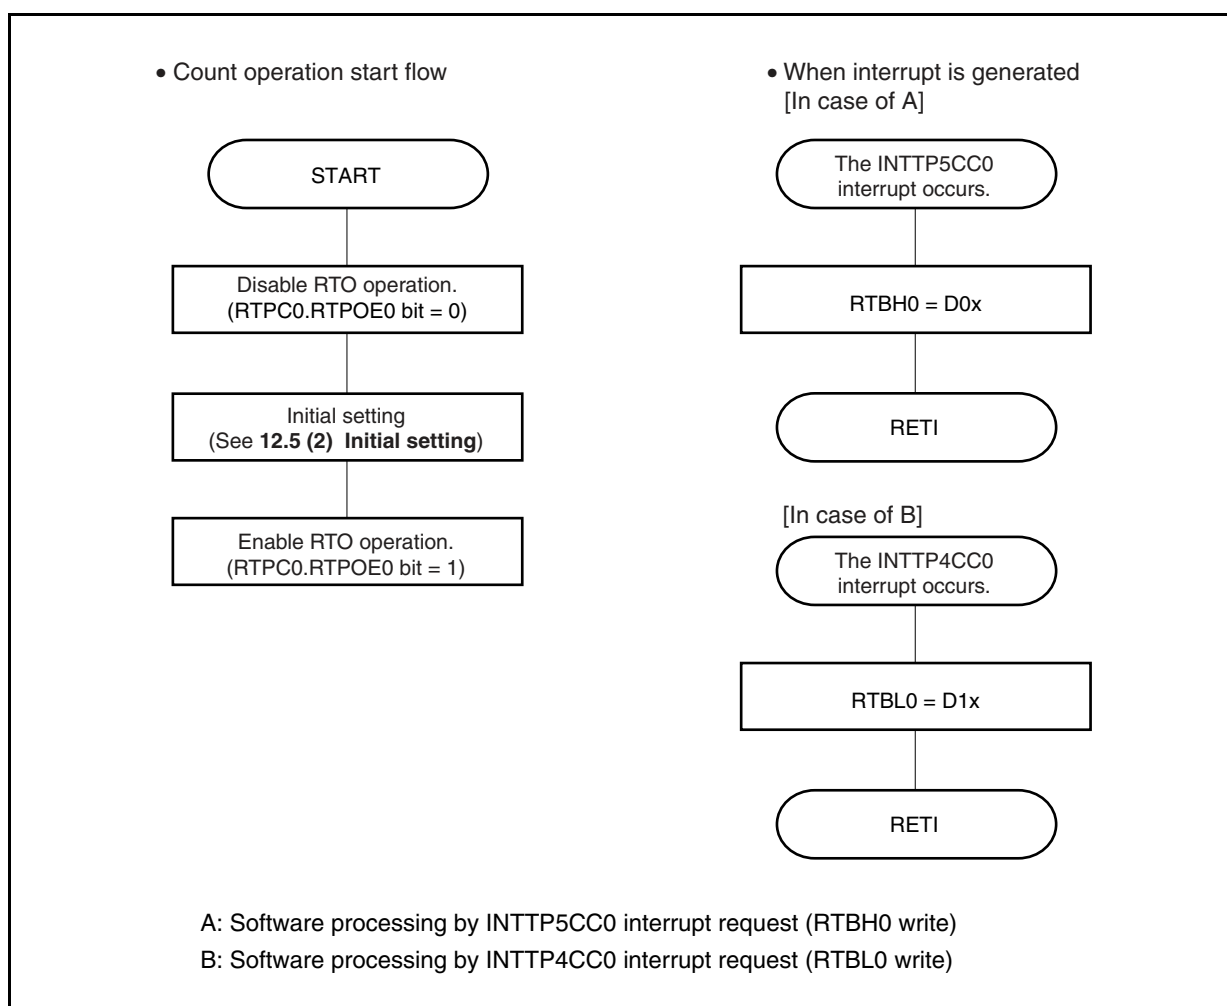 • Count operation start flow
START
Disable RTO operation.
(RTPC0.RTPOE0 bit = 0)
Initial setting
(See 12.5 (2) Initial setting)
Enable RTO operation.
(RTPC0.RTPOE0 bit = 1)
• When interrupt is generated
[In case of A]
The INTTP5CC0
interrupt occurs.
RTBH0 = D0x
RETI
[In case of B]
The INTTP4CC0
interrupt occurs.
RTBL0 = D1x
RETI
A: Software processing by INTTP5CC0 interrupt request (RTBH0 write)
B: Software processing by INTTP4CC0 interrupt request (RTBL0 write)